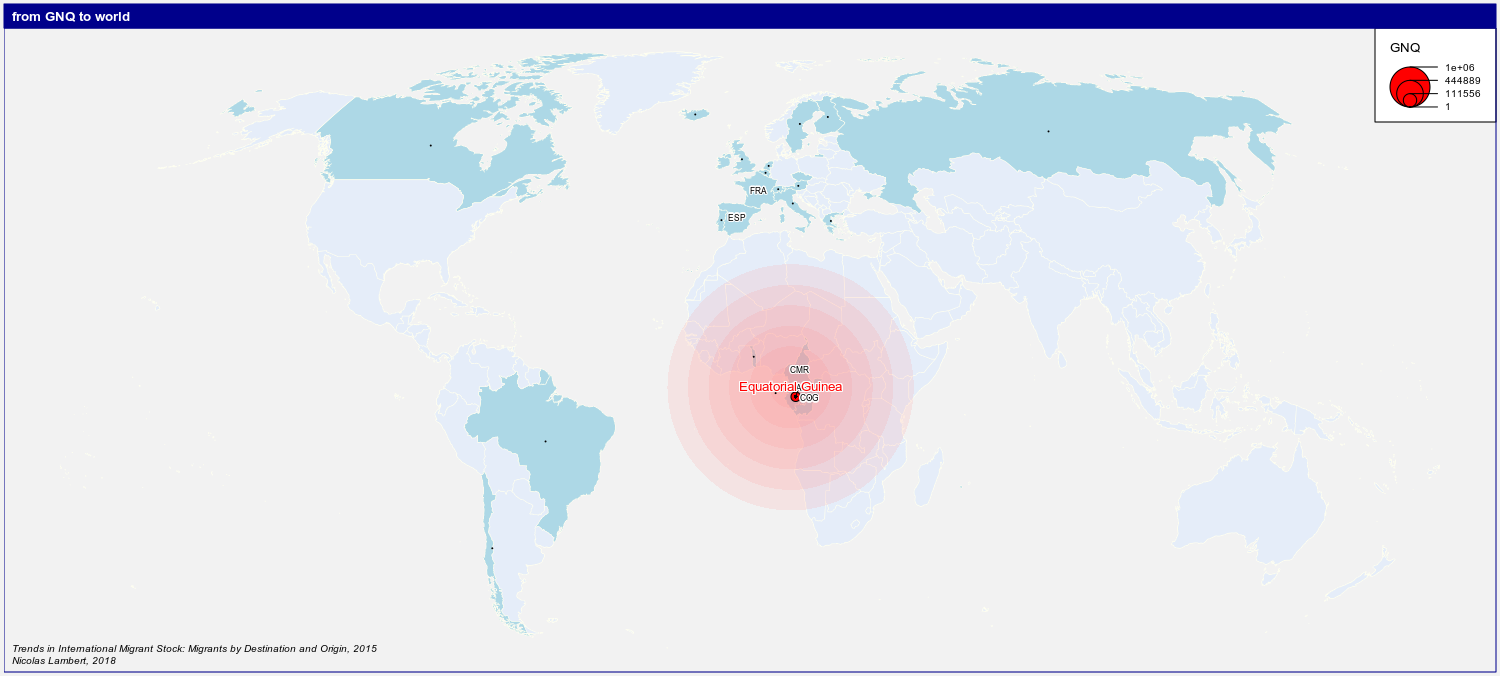 from GNQ to world
GNQ
1e+06
444889
111556
1
FRA
ESP
CMR
Equatorial Guinea
COG
Trends in International Migrant Stock: Migrants by Destination and Origin, 2015
Nicolas Lambert, 2018